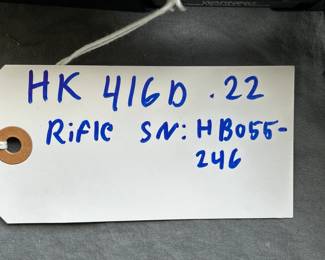 HK 416D .22
Rifle SN: HB055-
246